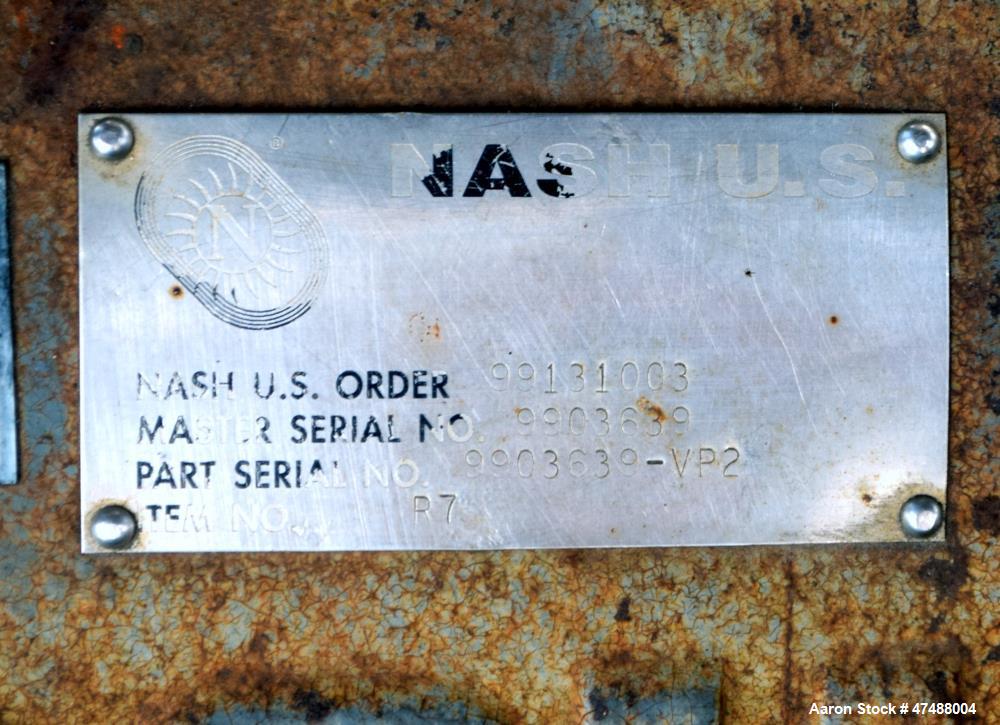 N ®
NASH U.S.
NASH U.S. ORDER 99131003
MASTER SERIAL NO. 9903639
PART SERIAL NO. 9903639-VP2
ITEM NO. R7
Aaron Stock # 47488004